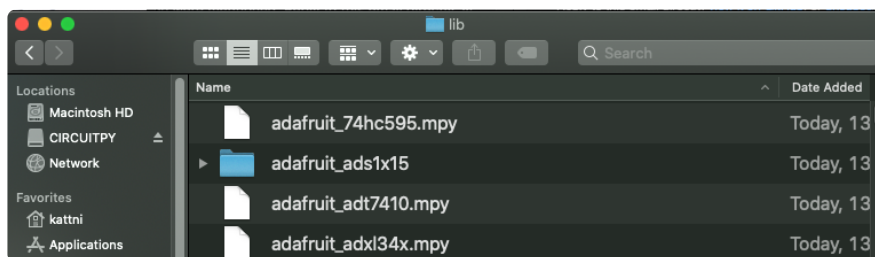 lib
Search
Locations
Macintosh HD
CIRCUITPY
Network
Favorites
kattni
Applications
Name
Date Added
adafruit_74hc595.mpy
Today, 13
adafruit_ads1x15
Today, 13
adafruit_adt7410.mpy
Today, 13
adafruit_adxl34x.mpy
Today, 13